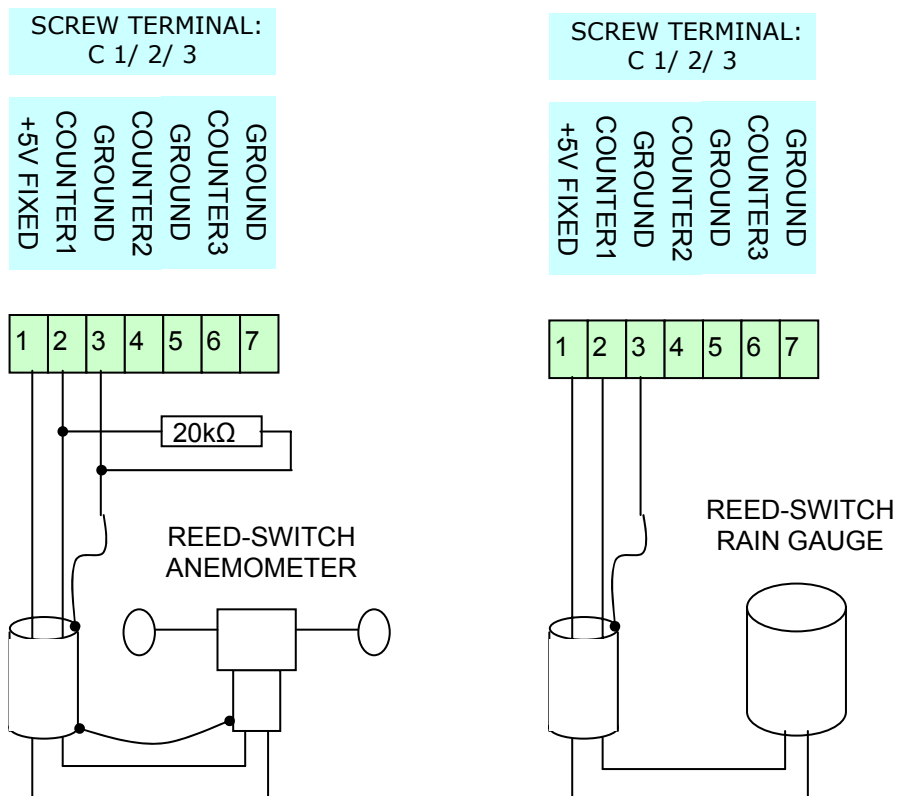 SCREW TERMINAL:
C 1/ 2/ 3
+5V FIXED
COUNTER1
GROUND
COUNTER2
GROUND
COUNTER3
GROUND
1 2 3 4 5 6 7
20kΩ
REED-SWITCH
ANEMOMETER
SCREW TERMINAL:
C 1/ 2/ 3
+5V FIXED
COUNTER1
GROUND
COUNTER2
GROUND
COUNTER3
GROUND
1 2 3 4 5 6 7
REED-SWITCH
RAIN GAUGE